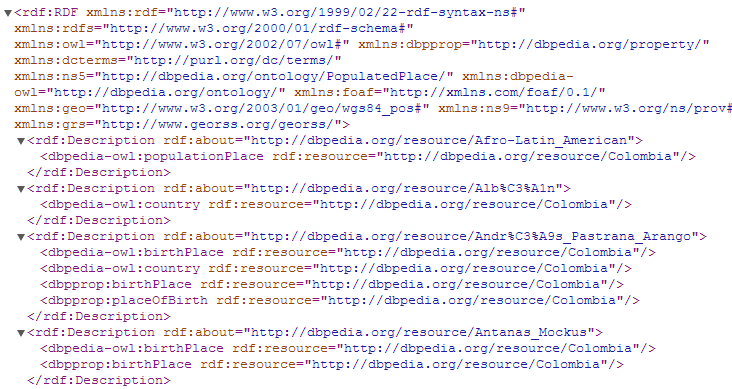 <rdf:RDF xmlns:rdf="http://www.w3.org/1999/02/22-rdf-syntax-ns#"
xmlns:rdfs="http://www.w3.org/2000/01/rdf-schema#"
xmlns:owl="http://www.w3.org/2002/07/owl#" xmlns:dbpprop="http://dbpedia.org/property/"
xmlns:dcterms="http://purl.org/dc/terms/"
xmlns:ns5="http://dbpedia.org/ontology/PopulatedPlace/" xmlns:dbpedia-
owl="http://dbpedia.org/ontology/" xmlns:foaf="http://xmlns.com/foaf/0.1/"
xmlns:geo="http://www.w3.org/2003/01/geo/wgs84_pos#" xmlns:ns9="http://www.w3.org/ns/prov#
xmlns:grs="http://www.georss.org/georss/">
<rdf:Description rdf:about="http://dbpedia.org/resource/Afro-Latin_American">
<dbpedia-owl:populationPlace rdf:resource="http://dbpedia.org/resource/Colombia"/>
</rdf:Description>
<rdf:Description rdf:about="http://dbpedia.org/resource/Alb%C3%A1n">
<dbpedia-owl:country rdf:resource="http://dbpedia.org/resource/Colombia"/>
</rdf:Description>
<rdf:Description rdf:about="http://dbpedia.org/resource/Andr%C3%A9s_Pastrana_Arango">
<dbpedia-owl:birthPlace rdf:resource="http://dbpedia.org/resource/Colombia"/>
<dbpedia-owl:country rdf:resource="http://dbpedia.org/resource/Colombia"/>
<dbpprop:birthPlace rdf:resource="http://dbpedia.org/resource/Colombia"/>
<dbpprop:placeOfBirth rdf:resource="http://dbpedia.org/resource/Colombia"/>
</rdf:Description>
<rdf:Description rdf:about="http://dbpedia.org/resource/Antanas_Mockus">
<dbpedia-owl:birthPlace rdf:resource="http://dbpedia.org/resource/Colombia"/>
<dbpprop:birthPlace rdf:resource="http://dbpedia.org/resource/Colombia"/>
</rdf:Description>